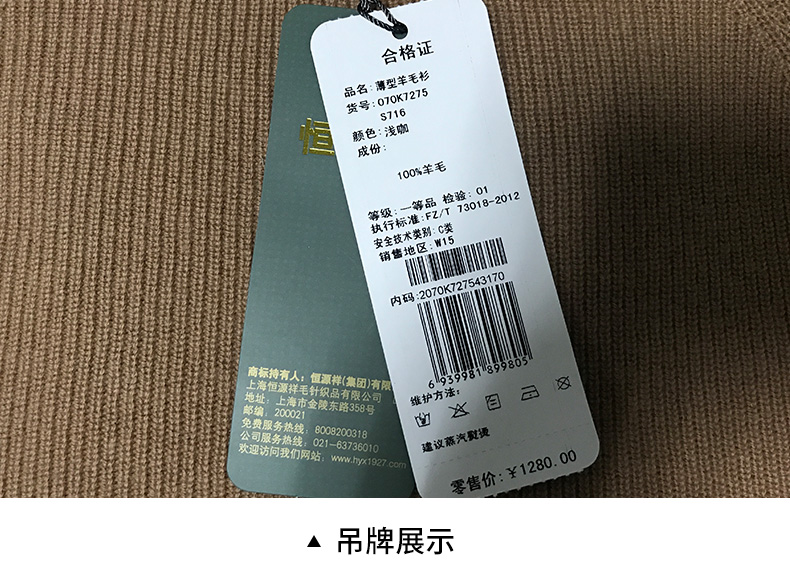 合格证
品名:薄型羊毛衫
货号:070K7275
S716
颜色:浅咖
成份:
100%羊毛
等级:一等品 检验:01
执行标准:FZ/T 73018-2012
安全技术类别:C类
销售地区:W15
内码:2070K727543170
6 939981 899805
维护方法:
建议蒸汽熨烫
零售价:¥1280.00
恒
商标持有人：恒源祥(集团)有限
上海恒源祥毛针织品有限公司
地址：上海市金陵东路358号
邮编：200021
免费服务热线：8008200318
公司服务热线：021-63736010
欢迎访问我们网站：www.hyx1927.com
▲ 吊牌展示